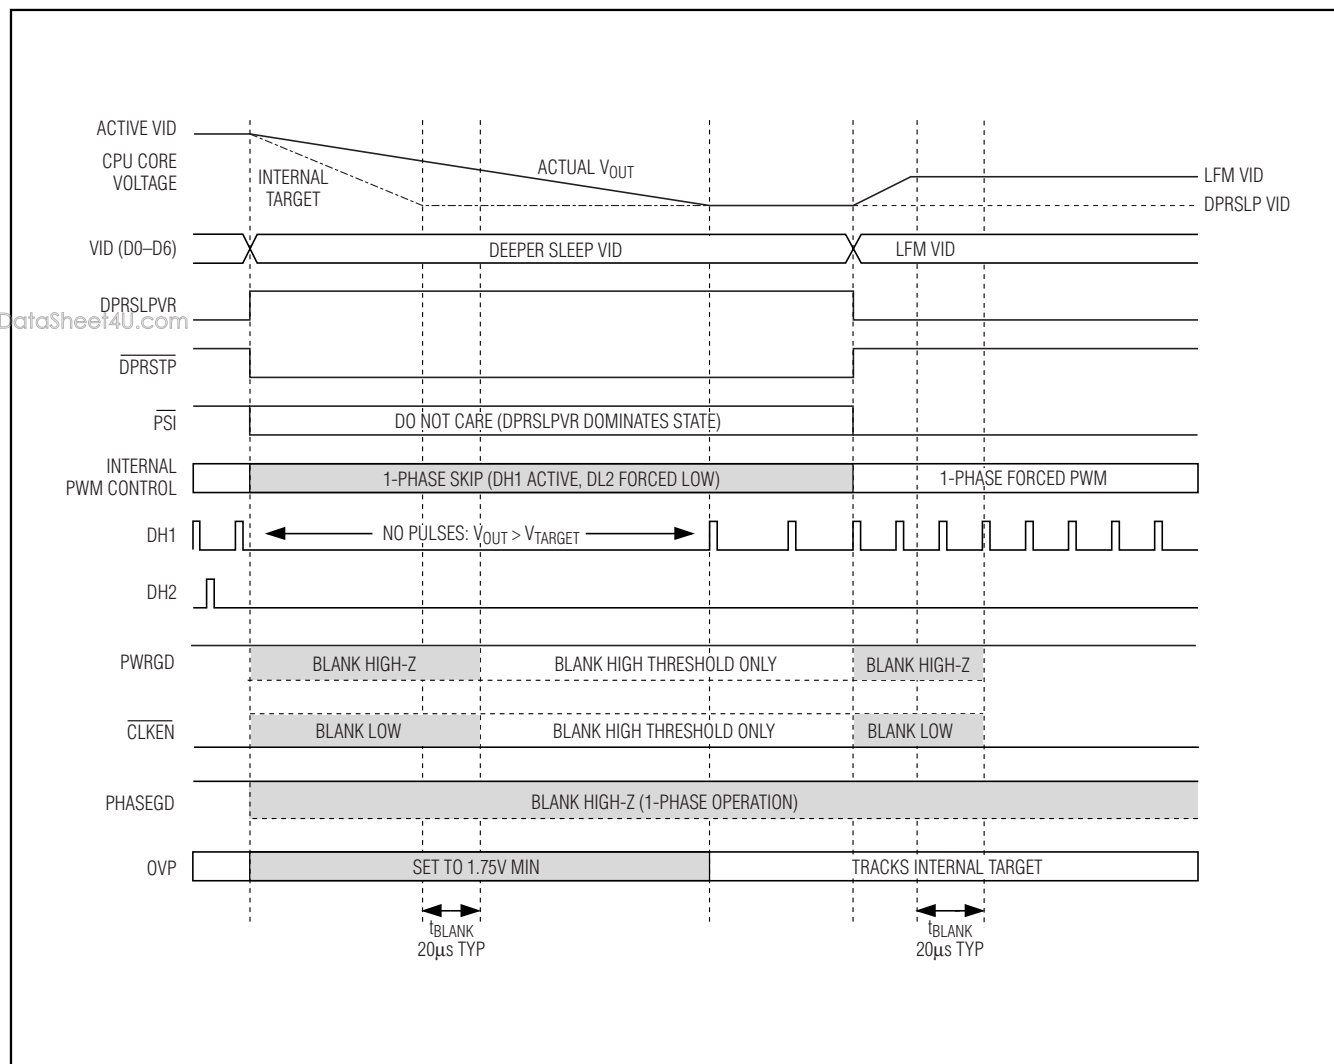 ACTIVE VID
CPU CORE
VOLTAGE
INTERNAL
TARGET
ACTUAL VOUT
LFM VID
DPRSLP VID
VID (D0–D6)
DEEPER SLEEP VID
LFM VID
DPRSLPVR
DataSheet4U.com
DPRSTP
PSI
DO NOT CARE (DPRSLPVR DOMINATES STATE)
INTERNAL
PWM CONTROL
1-PHASE SKIP (DH1 ACTIVE, DL2 FORCED LOW)
1-PHASE FORCED PWM
DH1
NO PULSES: VOUT > VTARGET
DH2
PWRGD
BLANK HIGH-Z
BLANK HIGH THRESHOLD ONLY
BLANK HIGH-Z
CLKEN
BLANK LOW
BLANK HIGH THRESHOLD ONLY
BLANK LOW
PHASEGD
BLANK HIGH-Z (1-PHASE OPERATION)
OVP
SET TO 1.75V MIN
TRACKS INTERNAL TARGET
tBLANK
20μs TYP
tBLANK
20μs TYP